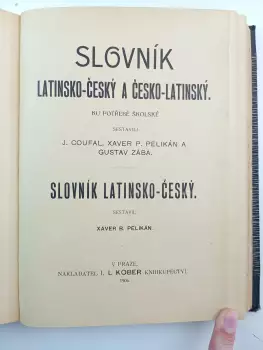 SLOVNÍK
LATINSKO-ČESKÝ A ČESKO-LATINSKÝ.
KU POTŘEBĚ ŠKOLSKÉ
SESTAVILI
J. COUFAL, XAVER P. PELIKÁN A
GUSTAV ŽÁBA.
SLOVNÍK LATINSKO-ČESKÝ.
SESTAVIL
XAVER B. PELIKÁN.
V PRAZE.
NAKLADATEL I. L. KOBER KNIHKUPECTVÍ.